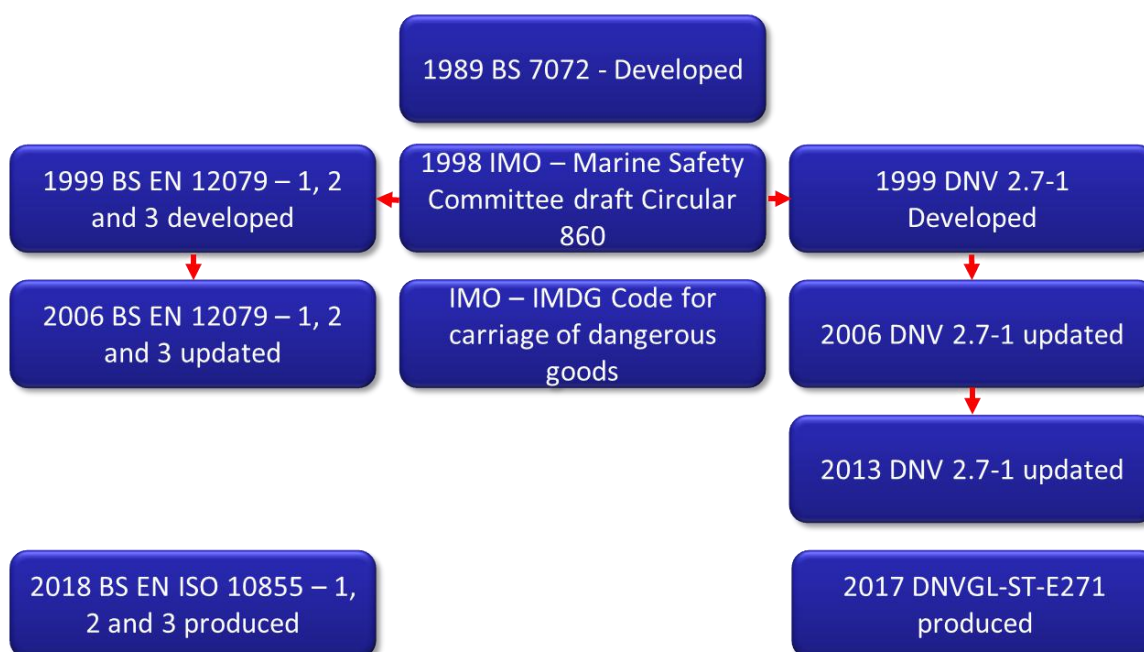 1989 BS 7072 - Developed
1999 BS EN 12079 – 1, 2
and 3 developed
1998 IMO – Marine Safety
Committee draft Circular
860
1999 DNV 2.7-1
Developed
2006 BS EN 12079 – 1, 2
and 3 updated
IMO – IMDG Code for
carriage of dangerous
goods
2006 DNV 2.7-1 updated
2013 DNV 2.7-1 updated
2018 BS EN ISO 10855 – 1,
2 and 3 produced
2017 DNVGL-ST-E271
produced